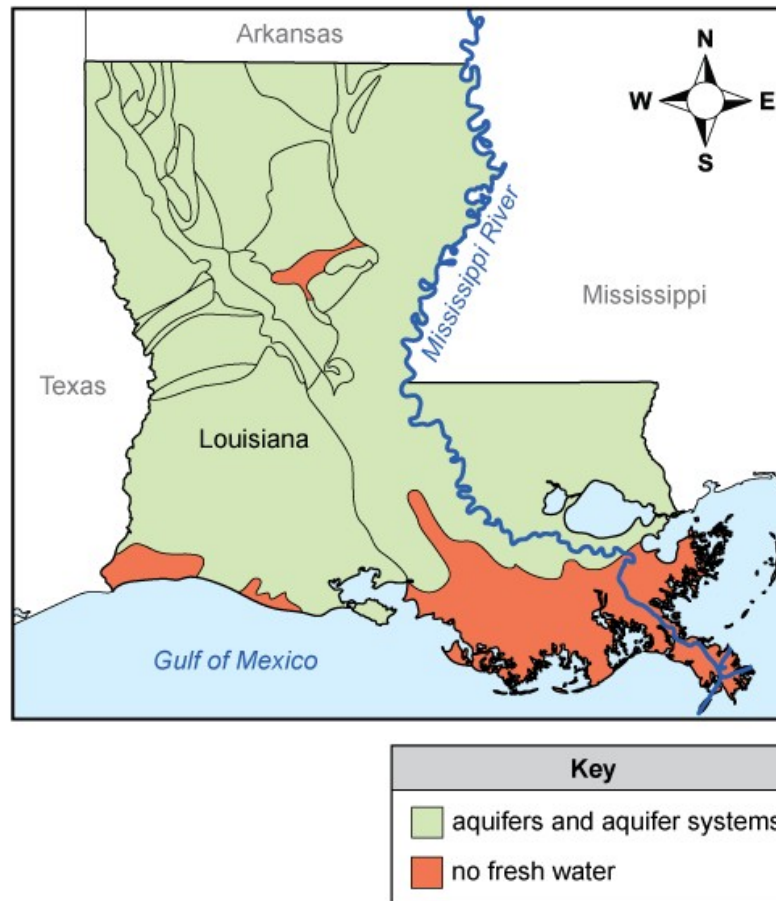 Arkansas
N
W
E
S
Mississippi River
Mississippi
Texas
Louisiana
Gulf of Mexico
Key
aquifers and aquifer systems
no fresh water